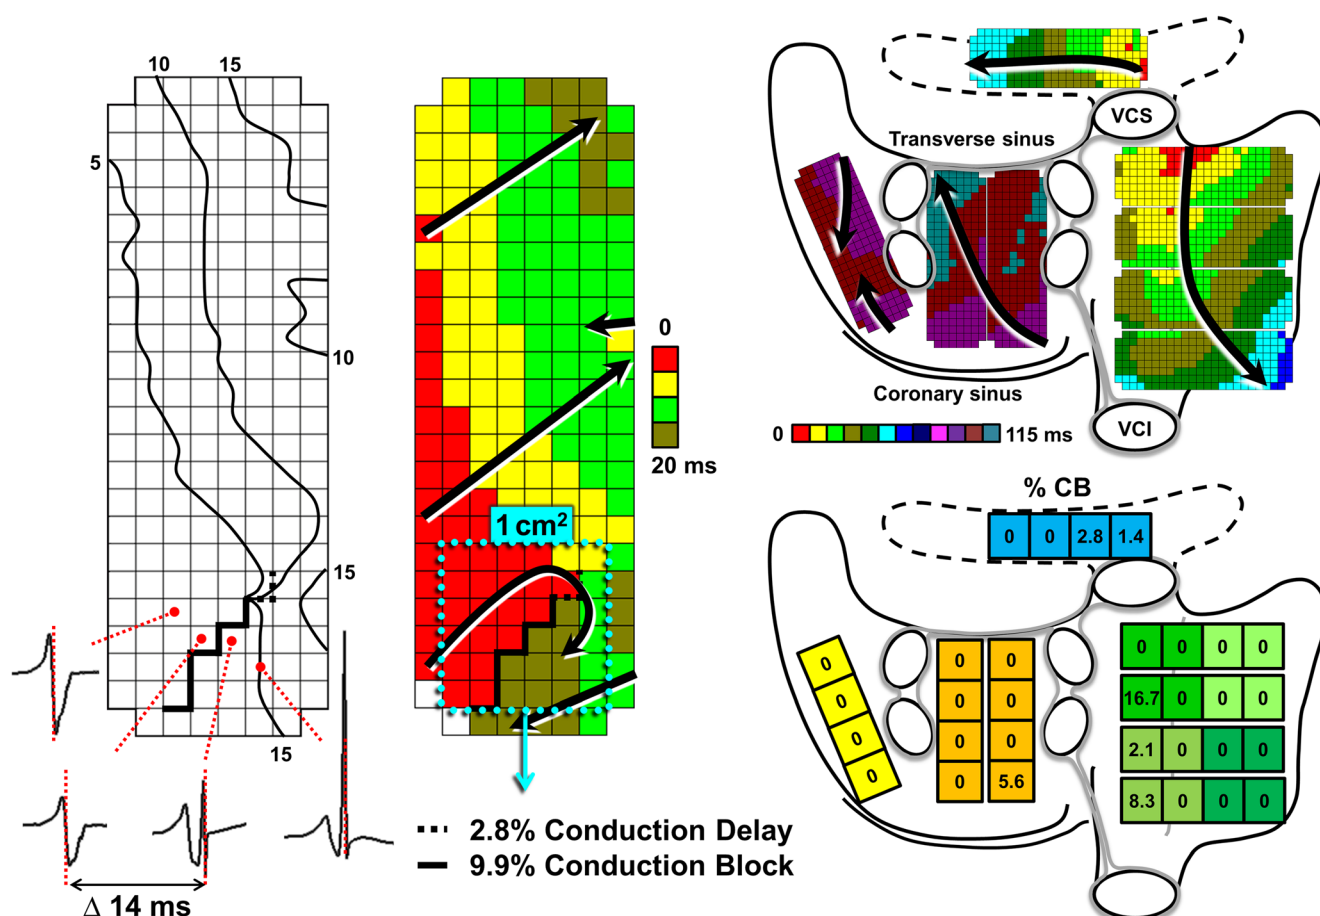 10 15
5
10
15
15
Δ 14 ms
1 cm²
0
20 ms
2.8% Conduction Delay
9.9% Conduction Block
VCS
Transverse sinus
Coronary sinus
0 115 ms
VCI
% CB
0 0 2.8 1.4
0
0
0
0
0 0
0 0
0 0
0 5.6
0 0 0 0
16.7 0 0 0
2.1 0 0 0
8.3 0 0 0